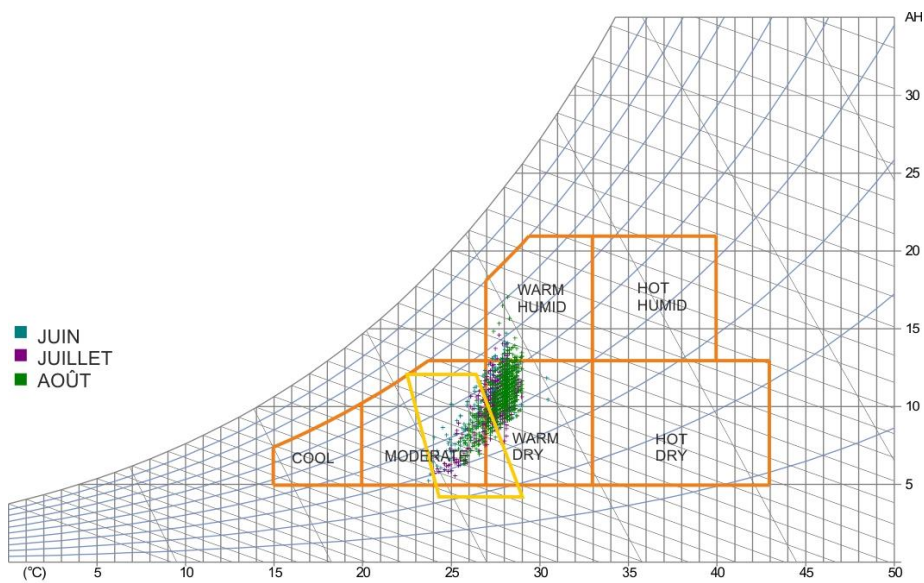 AH
30
25
20
15
10
5
WARM
HUMID
HOT
HUMID
JUIN
JUILLET
AOÛT
COOL
MODERATE
WARM
DRY
HOT
DRY
(°C)
5
10
15
20
25
30
35
40
45
50